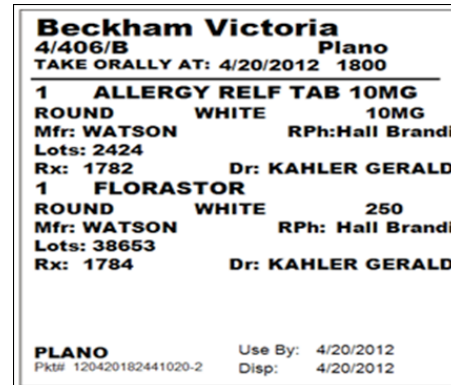 Beckham Victoria
4/406/B Plano
TAKE ORALLY AT: 4/20/2012 1800
1 ALLERGY RELF TAB 10MG
ROUND WHITE 10MG
Mfr: WATSON RPh:Hall Brandi
Lots: 2424
Rx: 1782 Dr: KAHLER GERALD
1 FLORASTOR
ROUND WHITE 250
Mfr: WATSON RPh: Hall Brandi
Lots: 38653
Rx: 1784 Dr: KAHLER GERALD
PLANO Use By: 4/20/2012
Pkt# 120420182441020-2 Disp: 4/20/2012